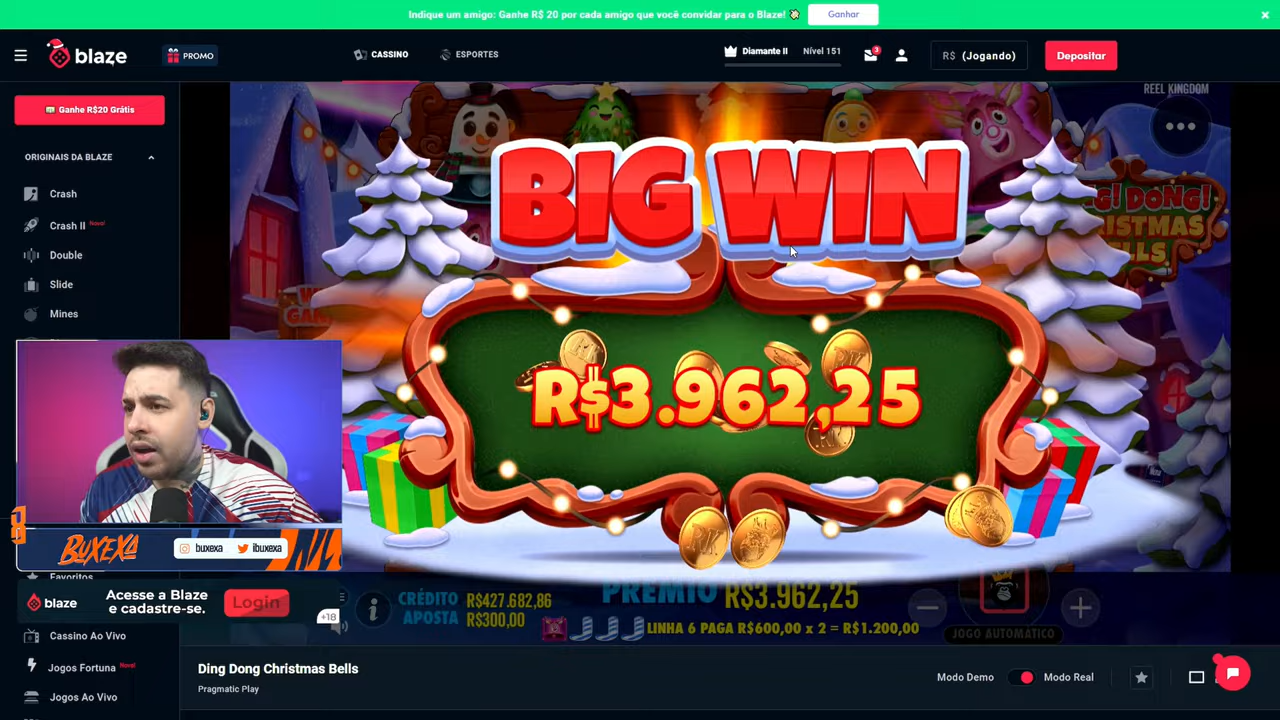 Indique um amigo: Ganhe R$ 20 por cada amigo que você convidar para o Blaze!
Ganhar
blaze
PROMO
CASSINO
ESPORTES
Diamante II
Nível 151
3
R$ (Jogando)
Depositar
Ganhe R$20 Grátis
ORIGINAIS DA BLAZE
Crash
Crash II Novo!
Double
Slide
Mines
REEL KINGDOM
BIG WIN
R$3.962,25
BUXEXA
buxexa
ibuxexa
Favoritos
blaze
Acesse a Blaze
e cadastre-se.
Login
+18
Cassino Ao Vivo
Jogos Fortuna Novo!
Jogos Ao Vivo
CRÉDITO R$427.682,86
APOSTA R$300,00
PRÊMIO R$3.962,25
LINHA 6 PAGA R$600,00 x 2 = R$1.200,00
JOGO AUTOMÁTICO
Ding Dong Christmas Bells
Pragmatic Play
Modo Demo
Modo Real